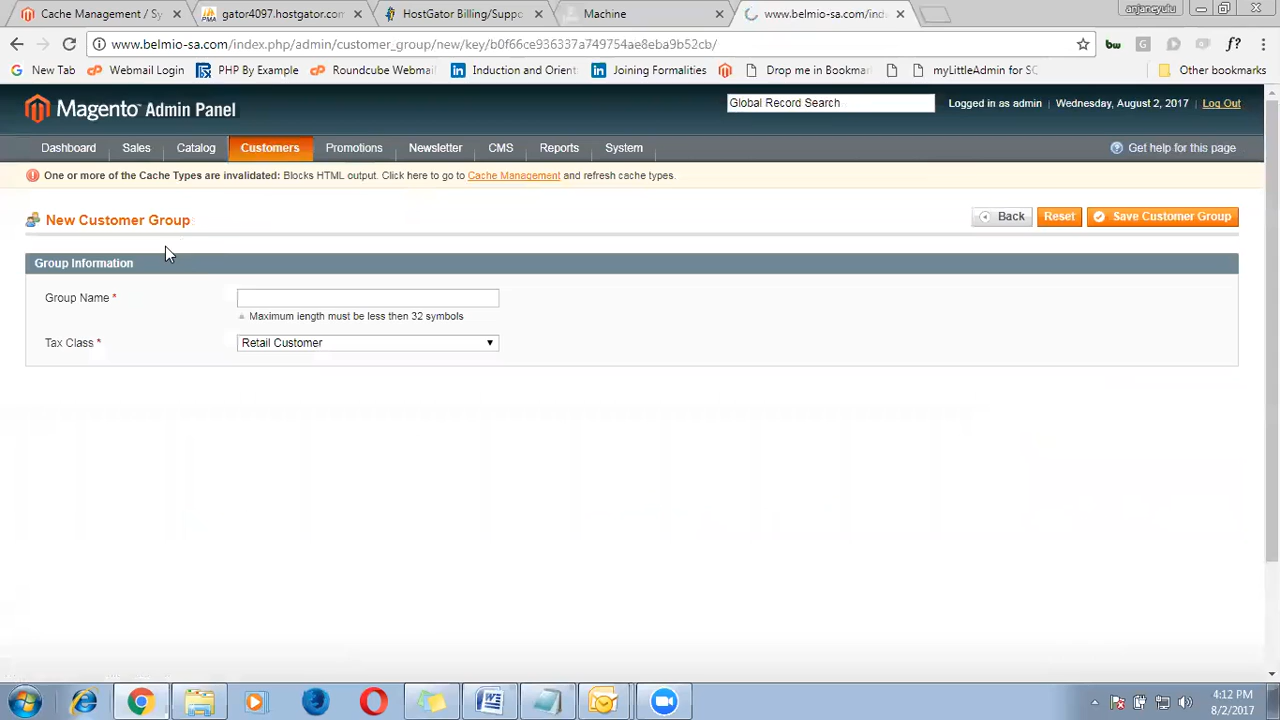 Cache Management / Sy
gator4097.hostgator.com
HostGator Billing/Suppo
Machine
www.belmio-sa.com/inde
anjaneyulu
www.belmio-sa.com/index.php/admin/customer_group/new/key/b0f66ce936337a749754ae8eba9b52cb/
New Tab
Webmail Login
PHP By Example
Roundcube Webmail
Induction and Orient
Joining Formalities
Drop me in Bookmar
myLittleAdmin for SC
Other bookmarks
Magento Admin Panel
Global Record Search
Logged in as admin
Wednesday, August 2, 2017
Log Out
Dashboard
Sales
Catalog
Customers
Promotions
Newsletter
CMS
Reports
System
Get help for this page
One or more of the Cache Types are invalidated: Blocks HTML output. Click here to go to Cache Management and refresh cache types.
New Customer Group
Back
Reset
Save Customer Group
Group Information
Group Name *
Maximum length must be less then 32 symbols
Tax Class *
Retail Customer
4:12 PM
8/2/2017